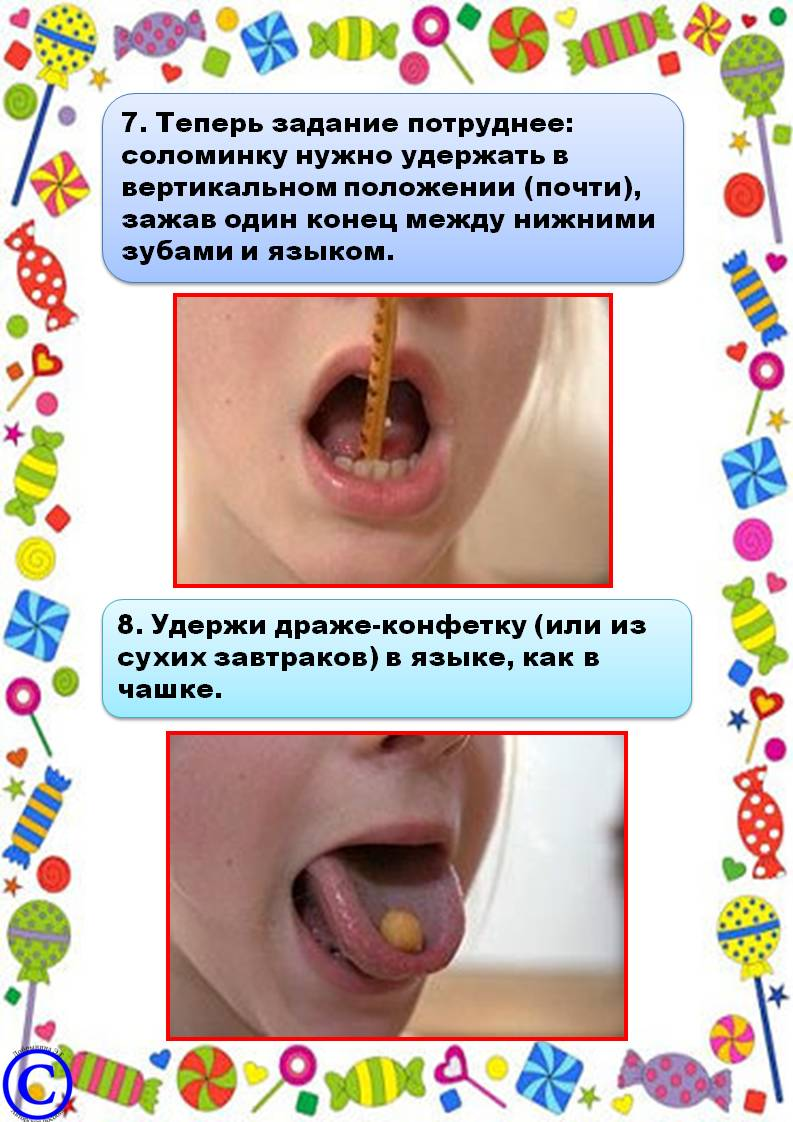 7. Теперь задание потруднее:
соломинку нужно удержать в
вертикальном положении (почти),
зажав один конец между нижними
зубами и языком.
8. Удержи драже-конфетку (или из
сухих завтраков) в языке, как в
чашке.
©